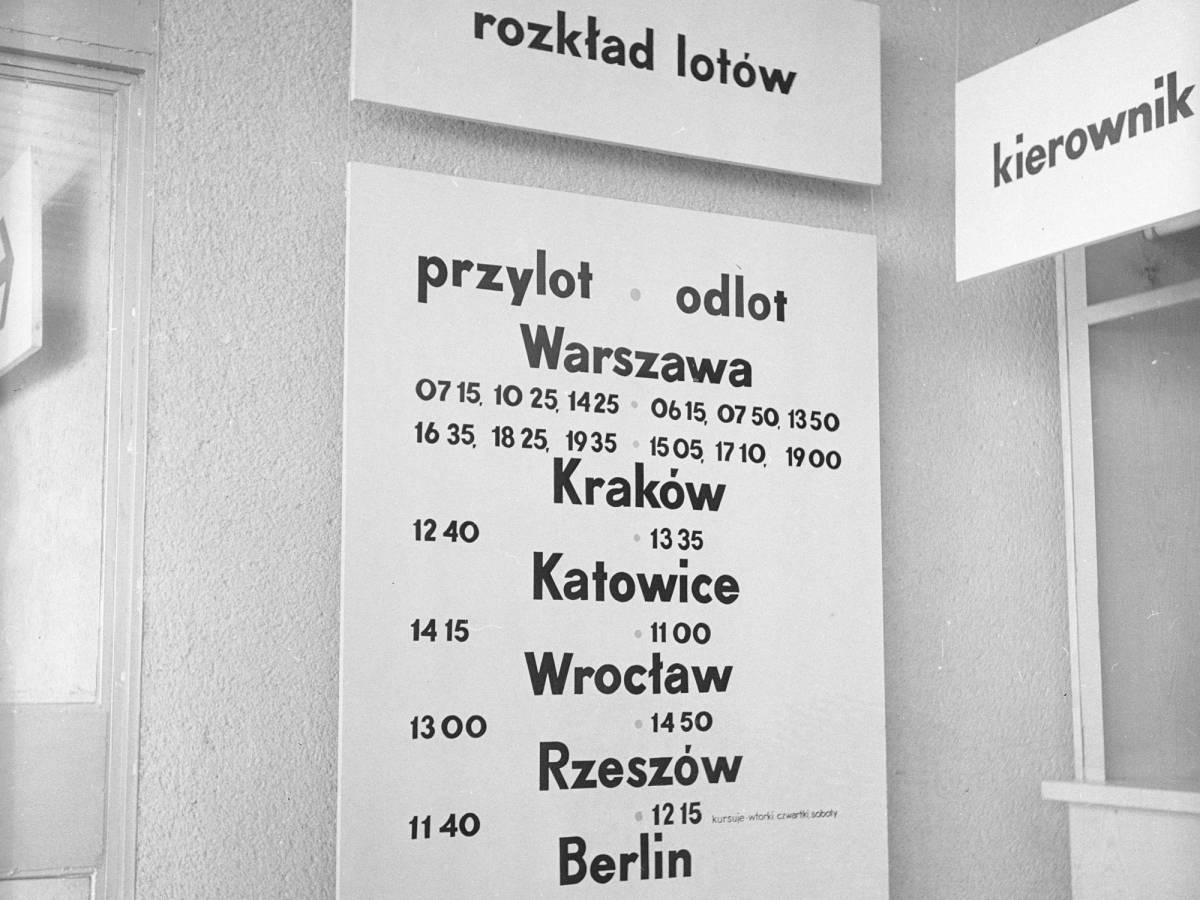 rozkład lotów
kierownik
przylot • odlot
Warszawa
07 15, 10 25, 14 25 • 06 15, 07 50, 13 50
16 35, 18 25, 19 35 • 15 05, 17 10, 19 00
Kraków
12 40 • 13 35
Katowice
14 15 • 11 00
Wrocław
13 00 • 14 50
Rzeszów
11 40 • 12 15 kursuje-wtorki, czwartki, soboty
Berlin